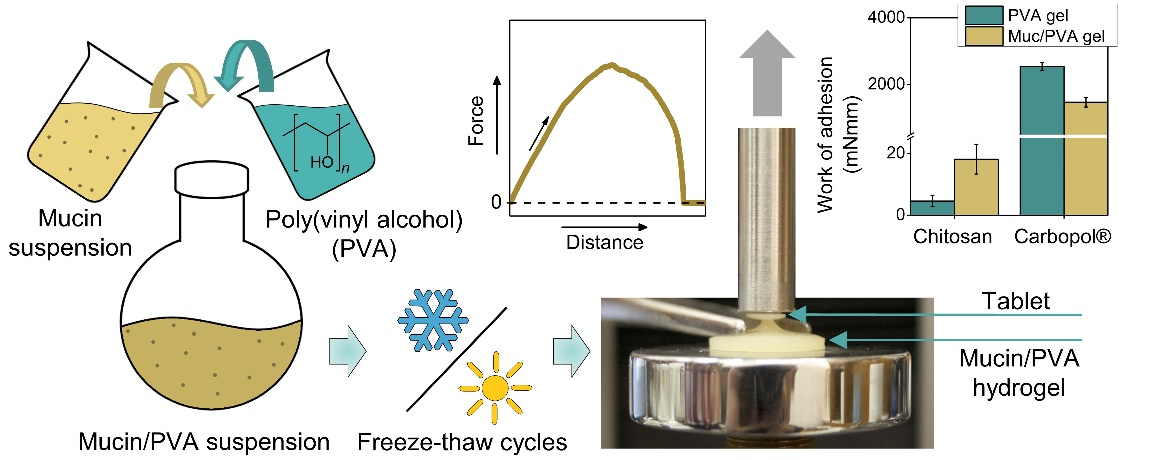 Mucin
suspension
HO
n
Poly(vinyl alcohol)
(PVA)
Mucin/PVA suspension
Freeze-thaw cycles
Force
0
Distance
Work of adhesion
(mNmm)
4000
2000
20
0
PVA gel
Muc/PVA gel
Chitosan
Carbopol®
Tablet
Mucin/PVA
hydrogel